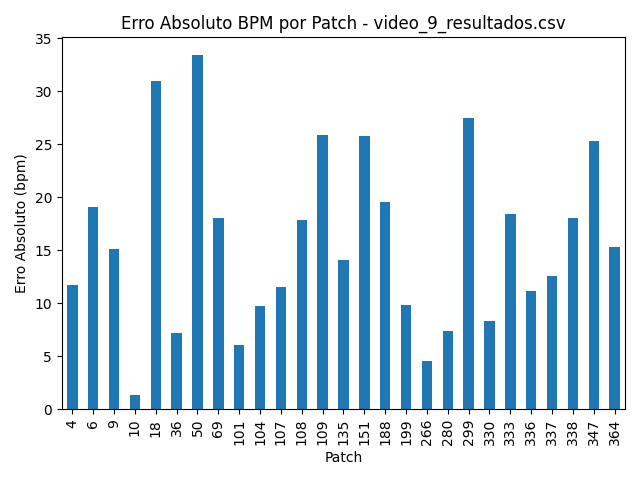 Erro Absoluto BPM por Patch - video_9_resultados.csv
Erro Absoluto (bpm)
35
30
25
20
15
10
5
0
4 6 9 10 18 36 50 69 101 104 107 108 109 135 151 188 199 266 280 299 330 333 336 337 338 347 364
Patch